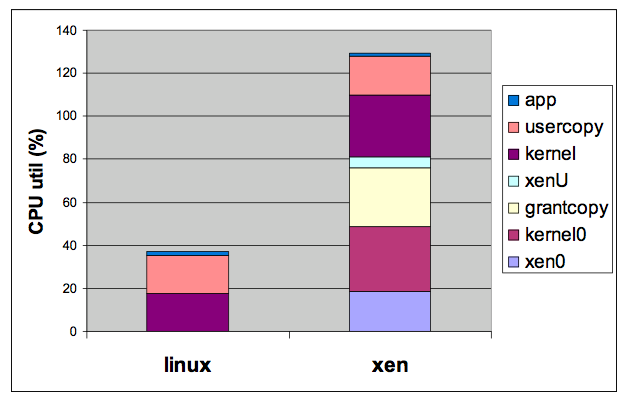 140
120
100
80
60
40
20
0
CPU util (%)
linux
xen
app
usercopy
kernel
xenU
grantcopy
kernel0
xen0